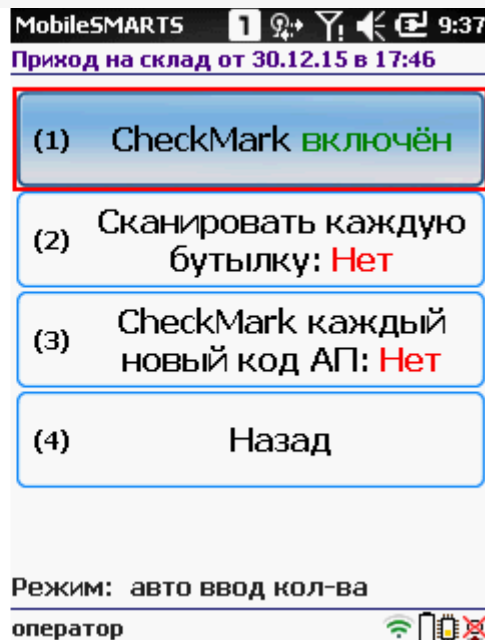 MobileSMARTS 1 9:37
Приход на склад от 30.12.15 в 17:46
(1) CheckMark включён
(2) Сканировать каждую
бутылку: Нет
(3) CheckMark каждый
новый код АП: Нет
(4) Назад
Режим: авто ввод кол-ва
оператор